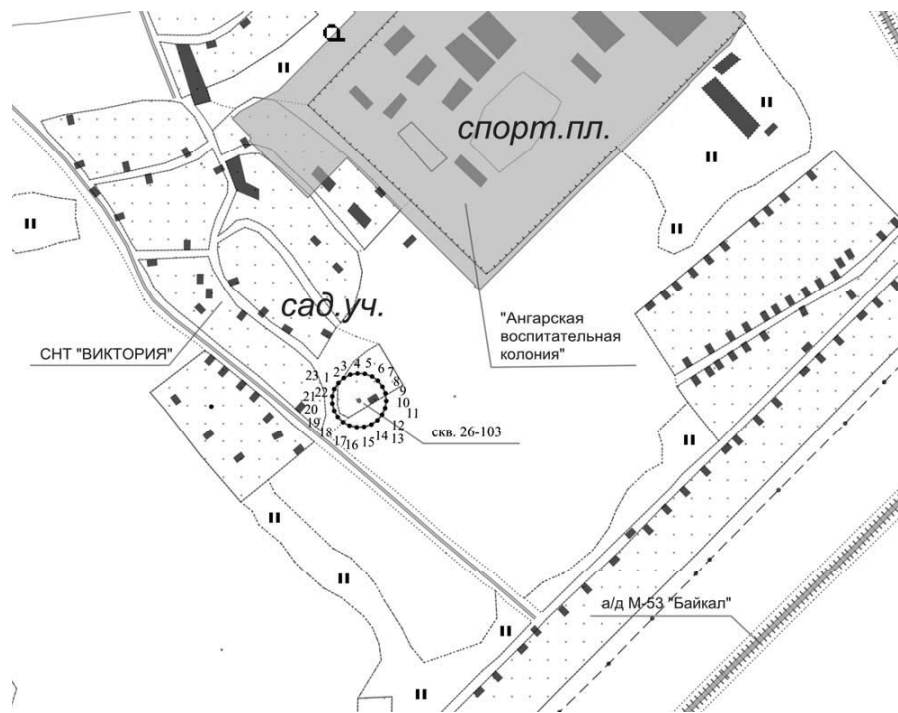 спорт.пл.
сад.уч.
"Ангарская
воспитательная
колония"
СНТ "ВИКТОРИЯ"
1 2 3 4 5 6 7 8 9 10 11 12 13 14 15 16 17 18 19 20 21 22 23
скв. 26-103
а/д М-53 "Байкал"